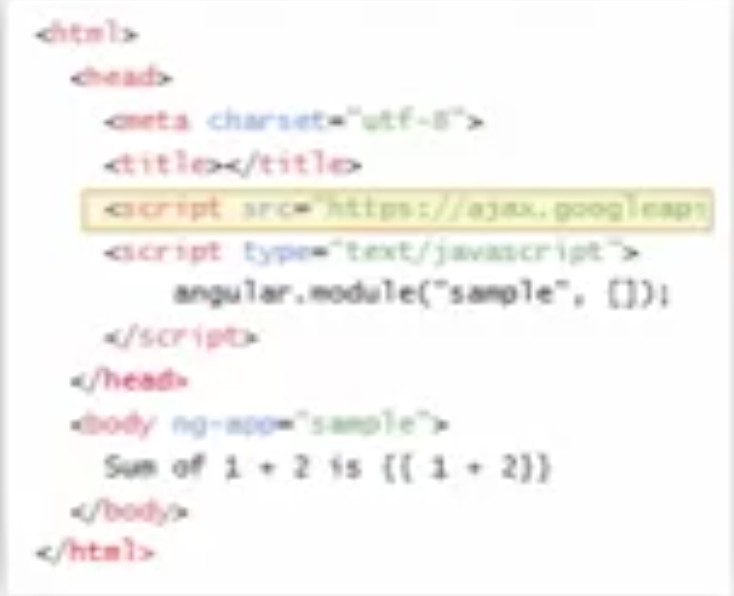 <html>
<head>
<meta charset="utf-8">
<title></title>
<script src="https://ajax.googleap
<script type="text/javascript">
angular.module("sample", []);
</script>
</head>
<body ng-app="sample">
Sum of 1 + 2 is {{ 1 + 2}}
</body>
</html>